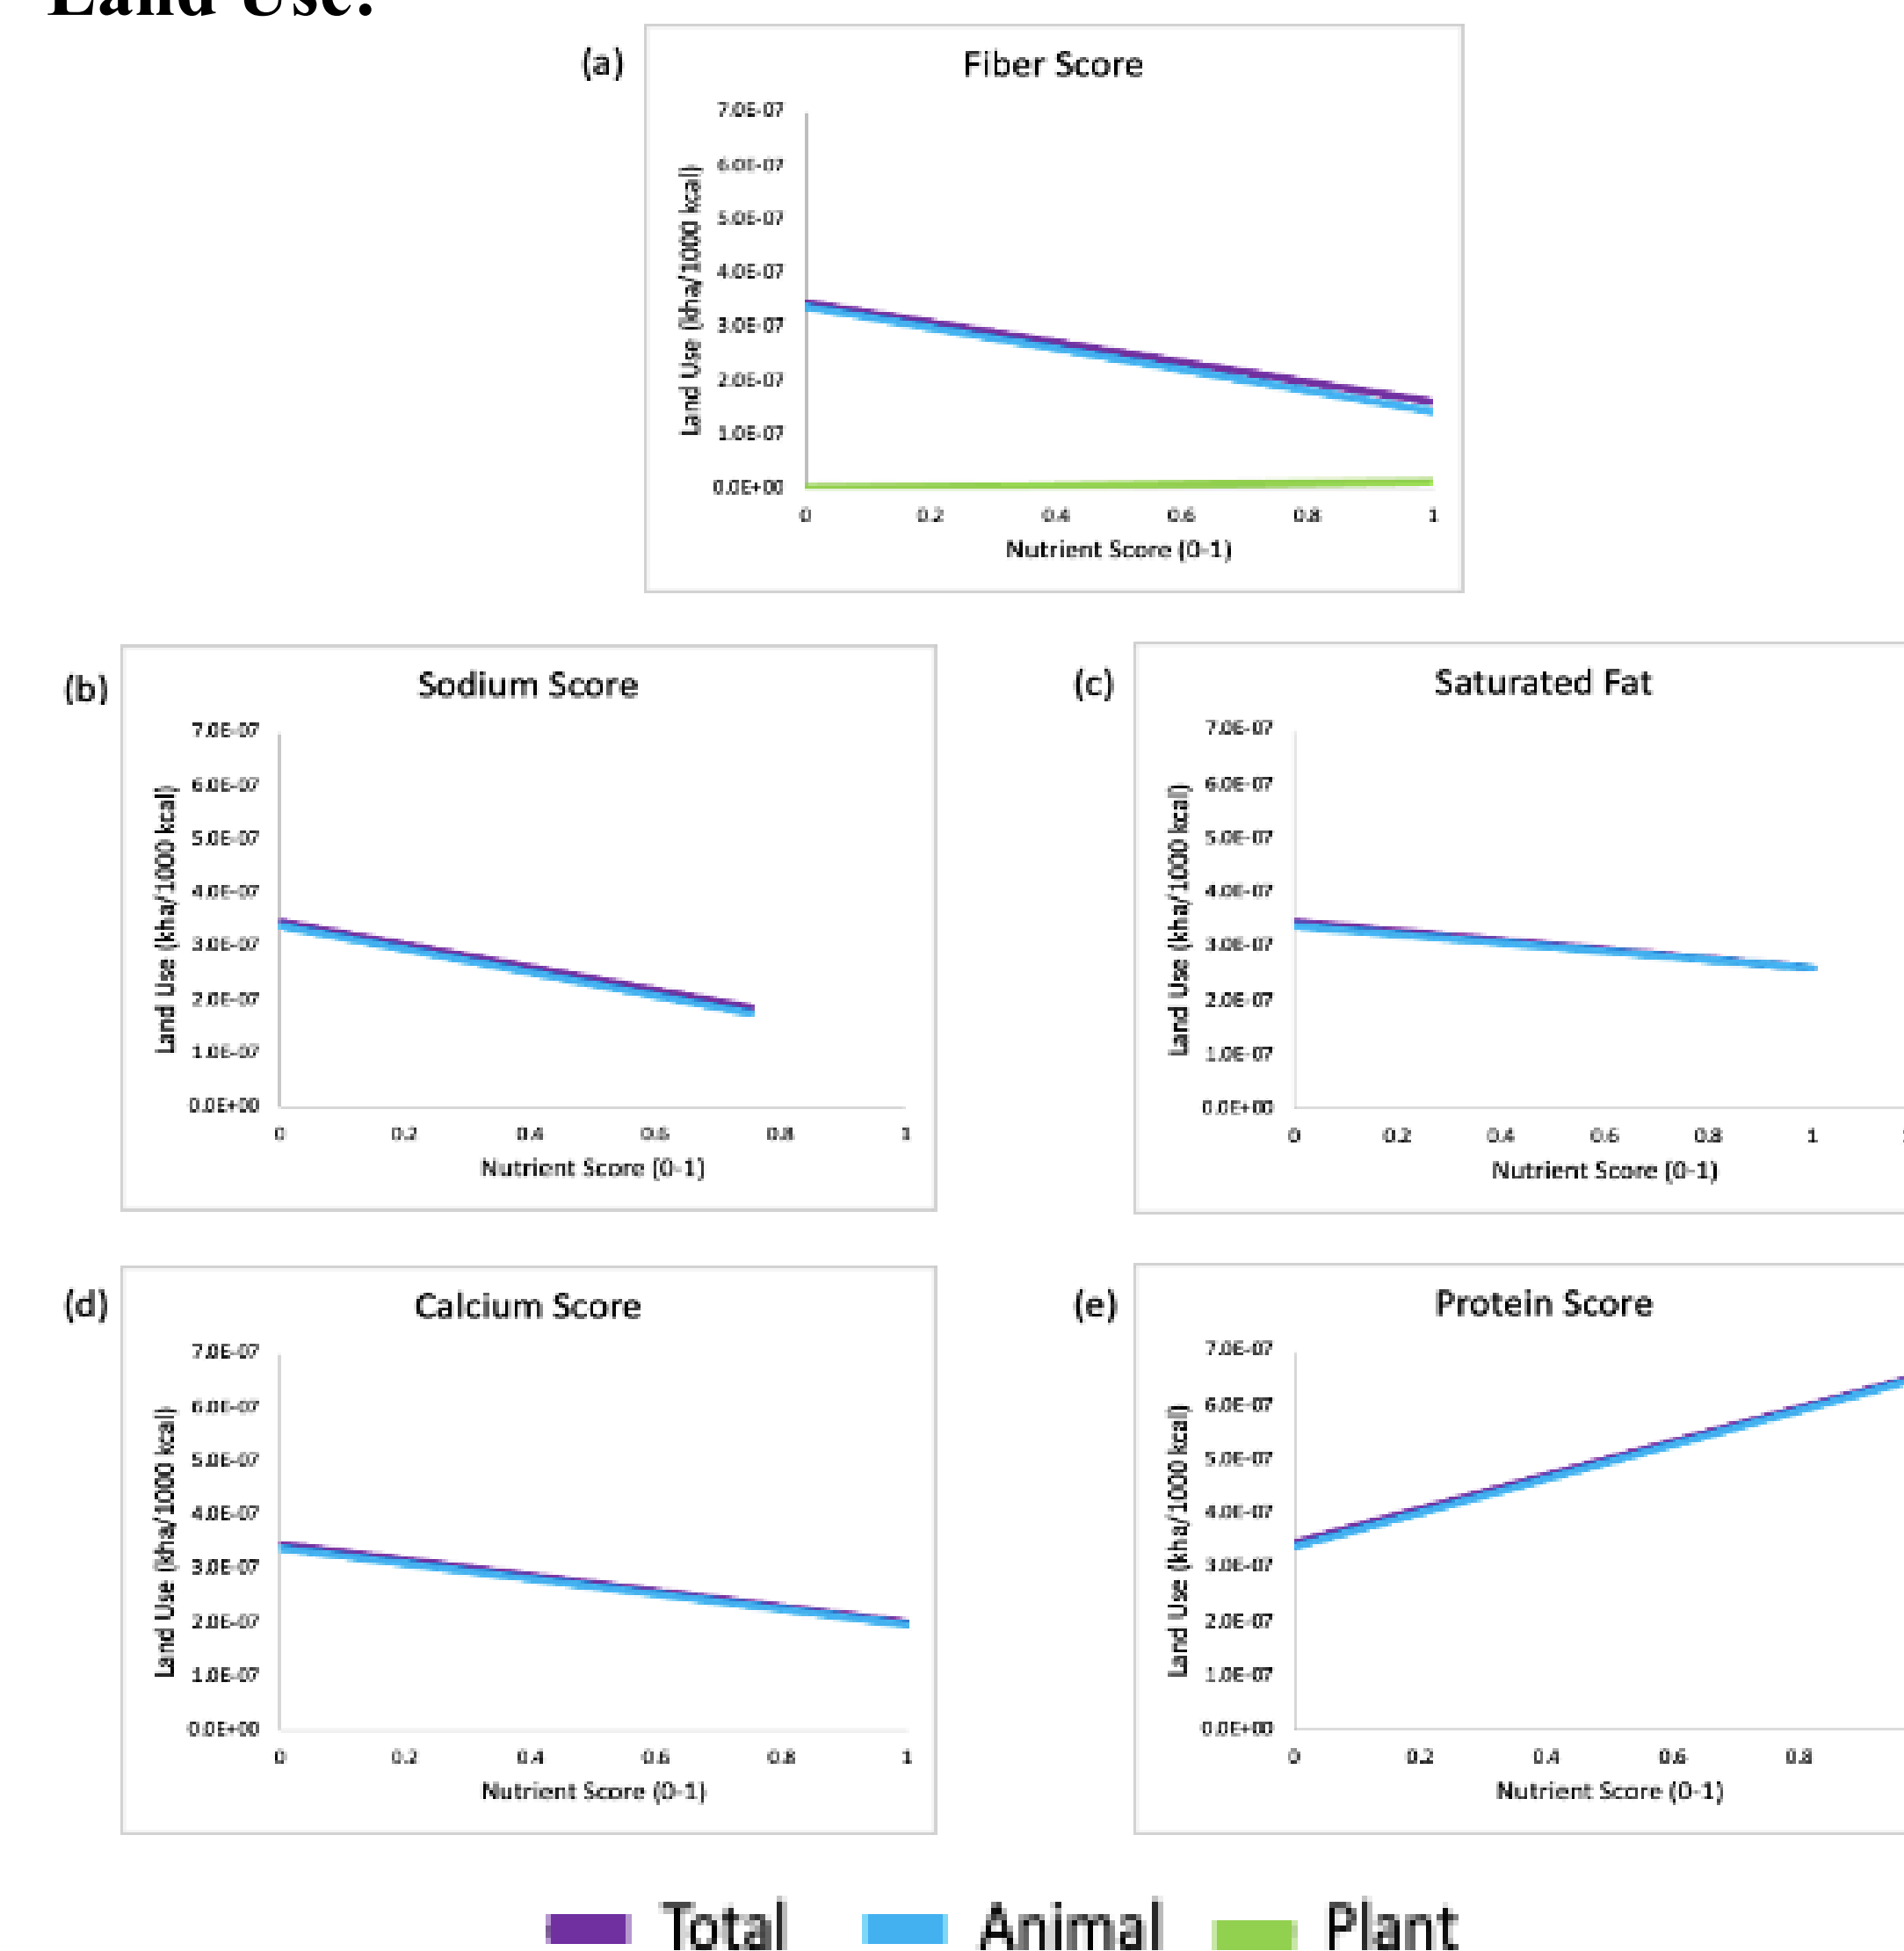 Land Use:
(a)
Fiber Score
7.0E-07
6.0E-07
5.0E-07
4.0E-07
3.0E-07
2.0E-07
1.0E-07
0.0E+00
Land Use (kha/1000 kcal)
0 0.2 0.4 0.6 0.8 1
Nutrient Score (0-1)
(b)
Sodium Score
7.0E-07
6.0E-07
5.0E-07
4.0E-07
3.0E-07
2.0E-07
1.0E-07
0.0E+00
Land Use (kha/1000 kcal)
0 0.2 0.4 0.6 0.8 1
Nutrient Score (0-1)
(c)
Saturated Fat
7.0E-07
6.0E-07
5.0E-07
4.0E-07
3.0E-07
2.0E-07
1.0E-07
0.0E+00
Land Use (kha/1000 kcal)
0 0.2 0.4 0.6 0.8 1
Nutrient Score (0-1)
(d)
Calcium Score
7.0E-07
6.0E-07
5.0E-07
4.0E-07
3.0E-07
2.0E-07
1.0E-07
0.0E+00
Land Use (kha/1000 kcal)
0 0.2 0.4 0.6 0.8 1
Nutrient Score (0-1)
(e)
Protein Score
7.0E-07
6.0E-07
5.0E-07
4.0E-07
3.0E-07
2.0E-07
1.0E-07
0.0E+00
Land Use (kha/1000 kcal)
0 0.2 0.4 0.6 0.8
Nutrient Score (0-1)
Total Animal Plant